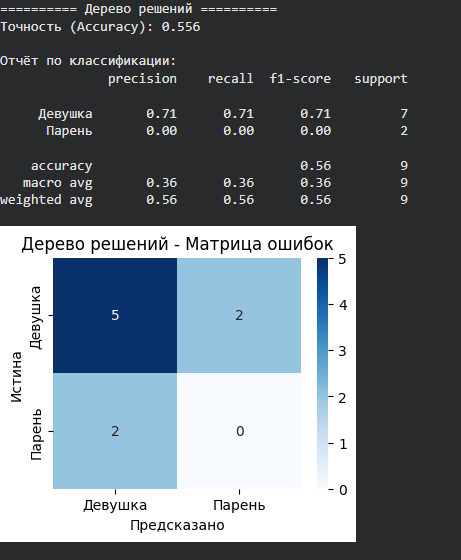 ========== Дерево решений ==========
Точность (Accuracy): 0.556
Отчёт по классификации:
precision recall f1-score support
Девушка 0.71 0.71 0.71 7
Парень 0.00 0.00 0.00 2
accuracy 0.56 9
macro avg 0.36 0.36 0.36 9
weighted avg 0.56 0.56 0.56 9
Дерево решений - Матрица ошибок
Истина
Девушка
Парень
5 2
2 0
Девушка Парень
Предсказано
5
4
3
2
1
0